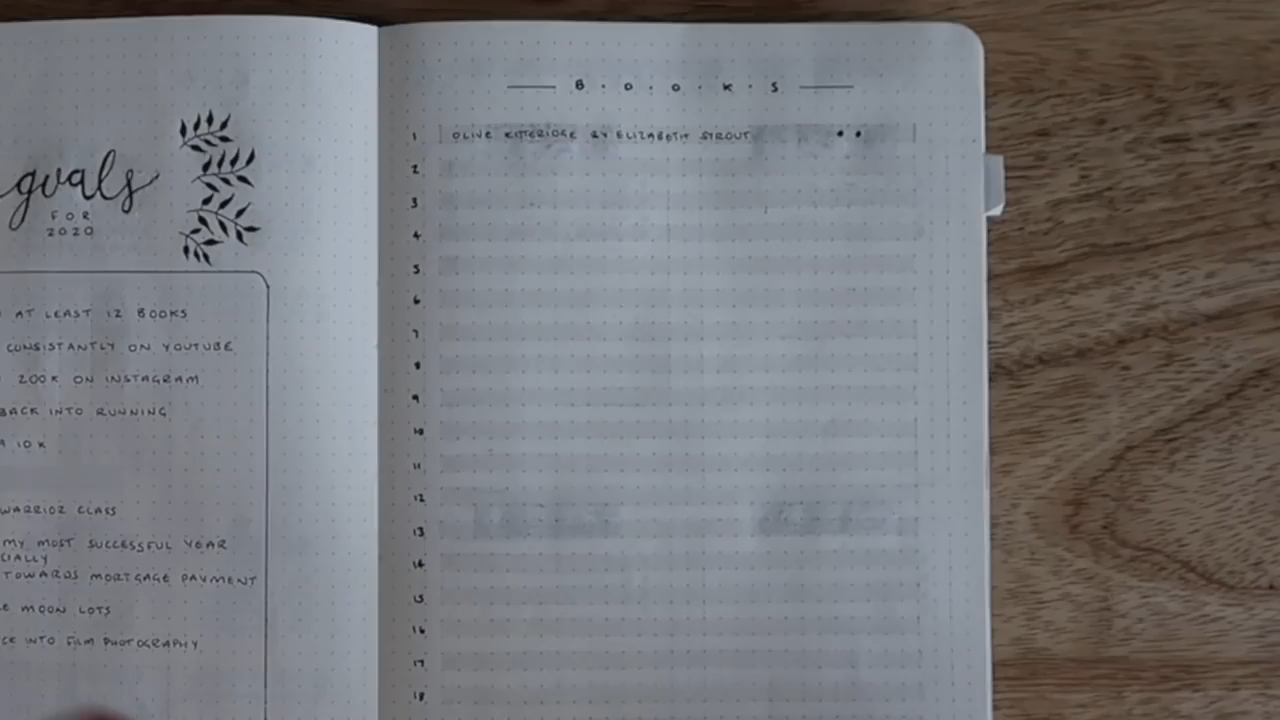 goals
FOR
2020
AT LEAST 12 BOOKS
CONSISTANTLY ON YOUTUBE
200K ON INSTAGRAM
BACK INTO RUNNING
10K
WARRIOR CLASS
MY MOST SUCCESSFUL YEAR
CIALLY
TOWARDS MORTGAGE PAYMENT
MOON LOTS
INTO FILM PHOTOGRAPHY
B·O·O·K·S
1 OLIVE KITTERIDGE BY ELIZABETH STROUT
2
3
4
5
6
7
8
9
10
11
12
13
14
15
16
17
18